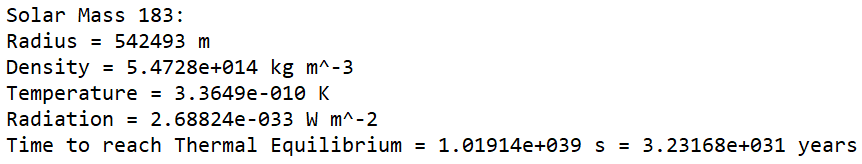 Solar Mass 183:
Radius = 542493 m
Density = 5.4728e+014 kg m^-3
Temperature = 3.3649e-010 K
Radiation = 2.68824e-033 W m^-2
Time to reach Thermal Equilibrium = 1.01914e+039 s = 3.23168e+031 years